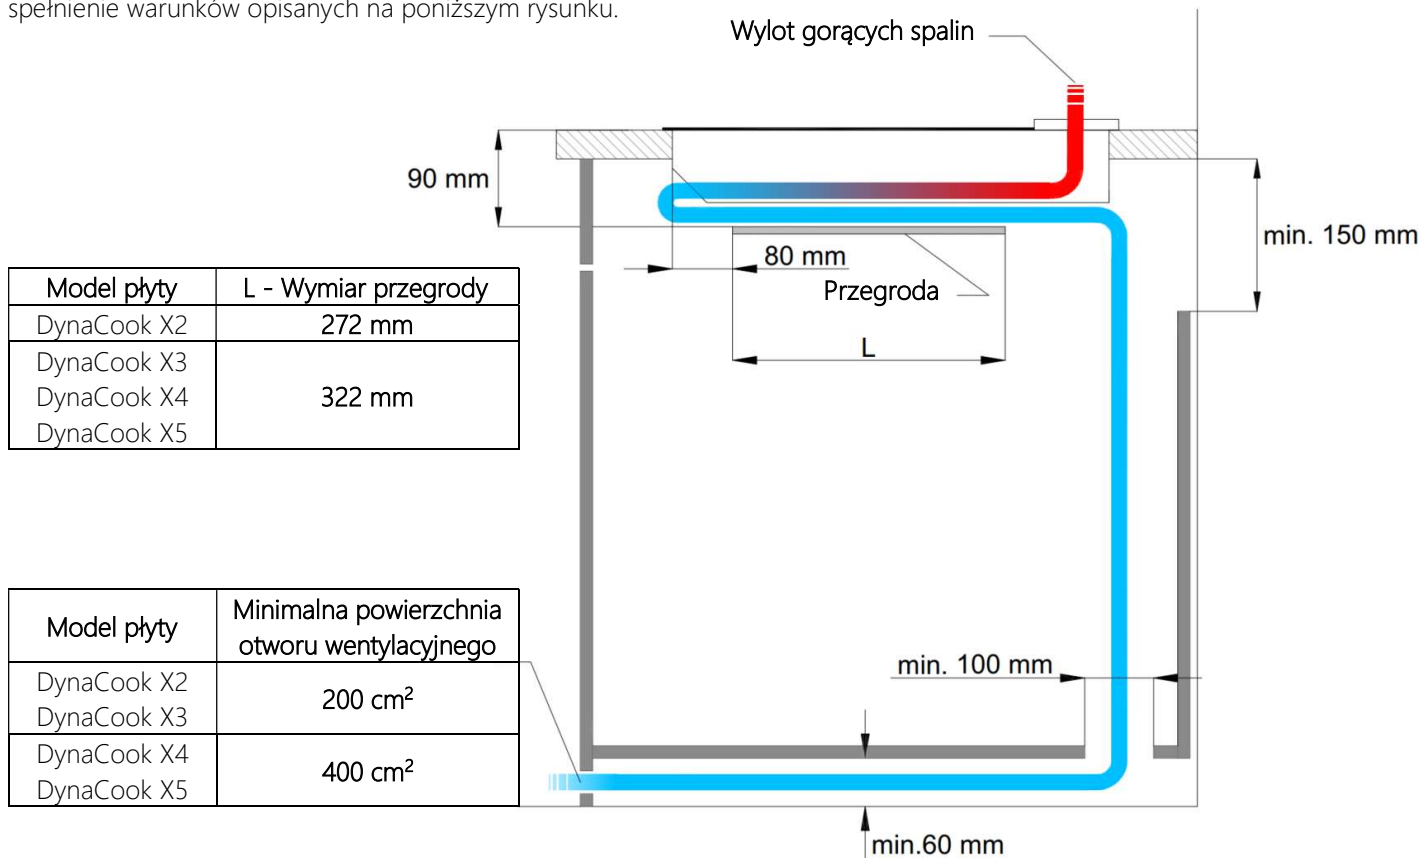 spełnienie warunków opisanych na poniższym rysunku.
Wylot gorących spalin
90 mm
min. 150 mm
80 mm
Przegroda
L
Model płyty L - Wymiar przegrody
DynaCook X2 272 mm
DynaCook X3
DynaCook X4 322 mm
DynaCook X5
Model płyty Minimalna powierzchnia otworu wentylacyjnego
DynaCook X2
DynaCook X3
200 cm²
DynaCook X4
DynaCook X5
400 cm²
min. 100 mm
min.60 mm